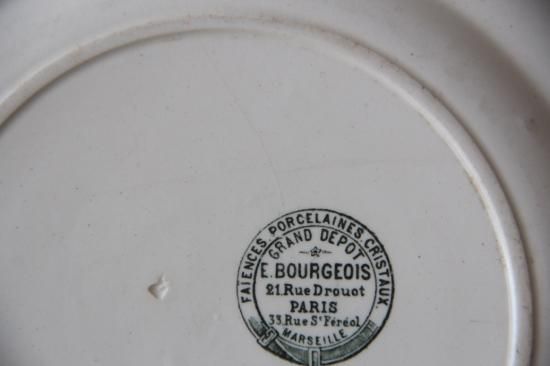 FAIENCES. PORCELAINES. CRISTAUX.
GRAND DEPOT
E. BOURGEOIS
21.Rue Drouot
PARIS
33.Rue St Féréol
MARSEILLE